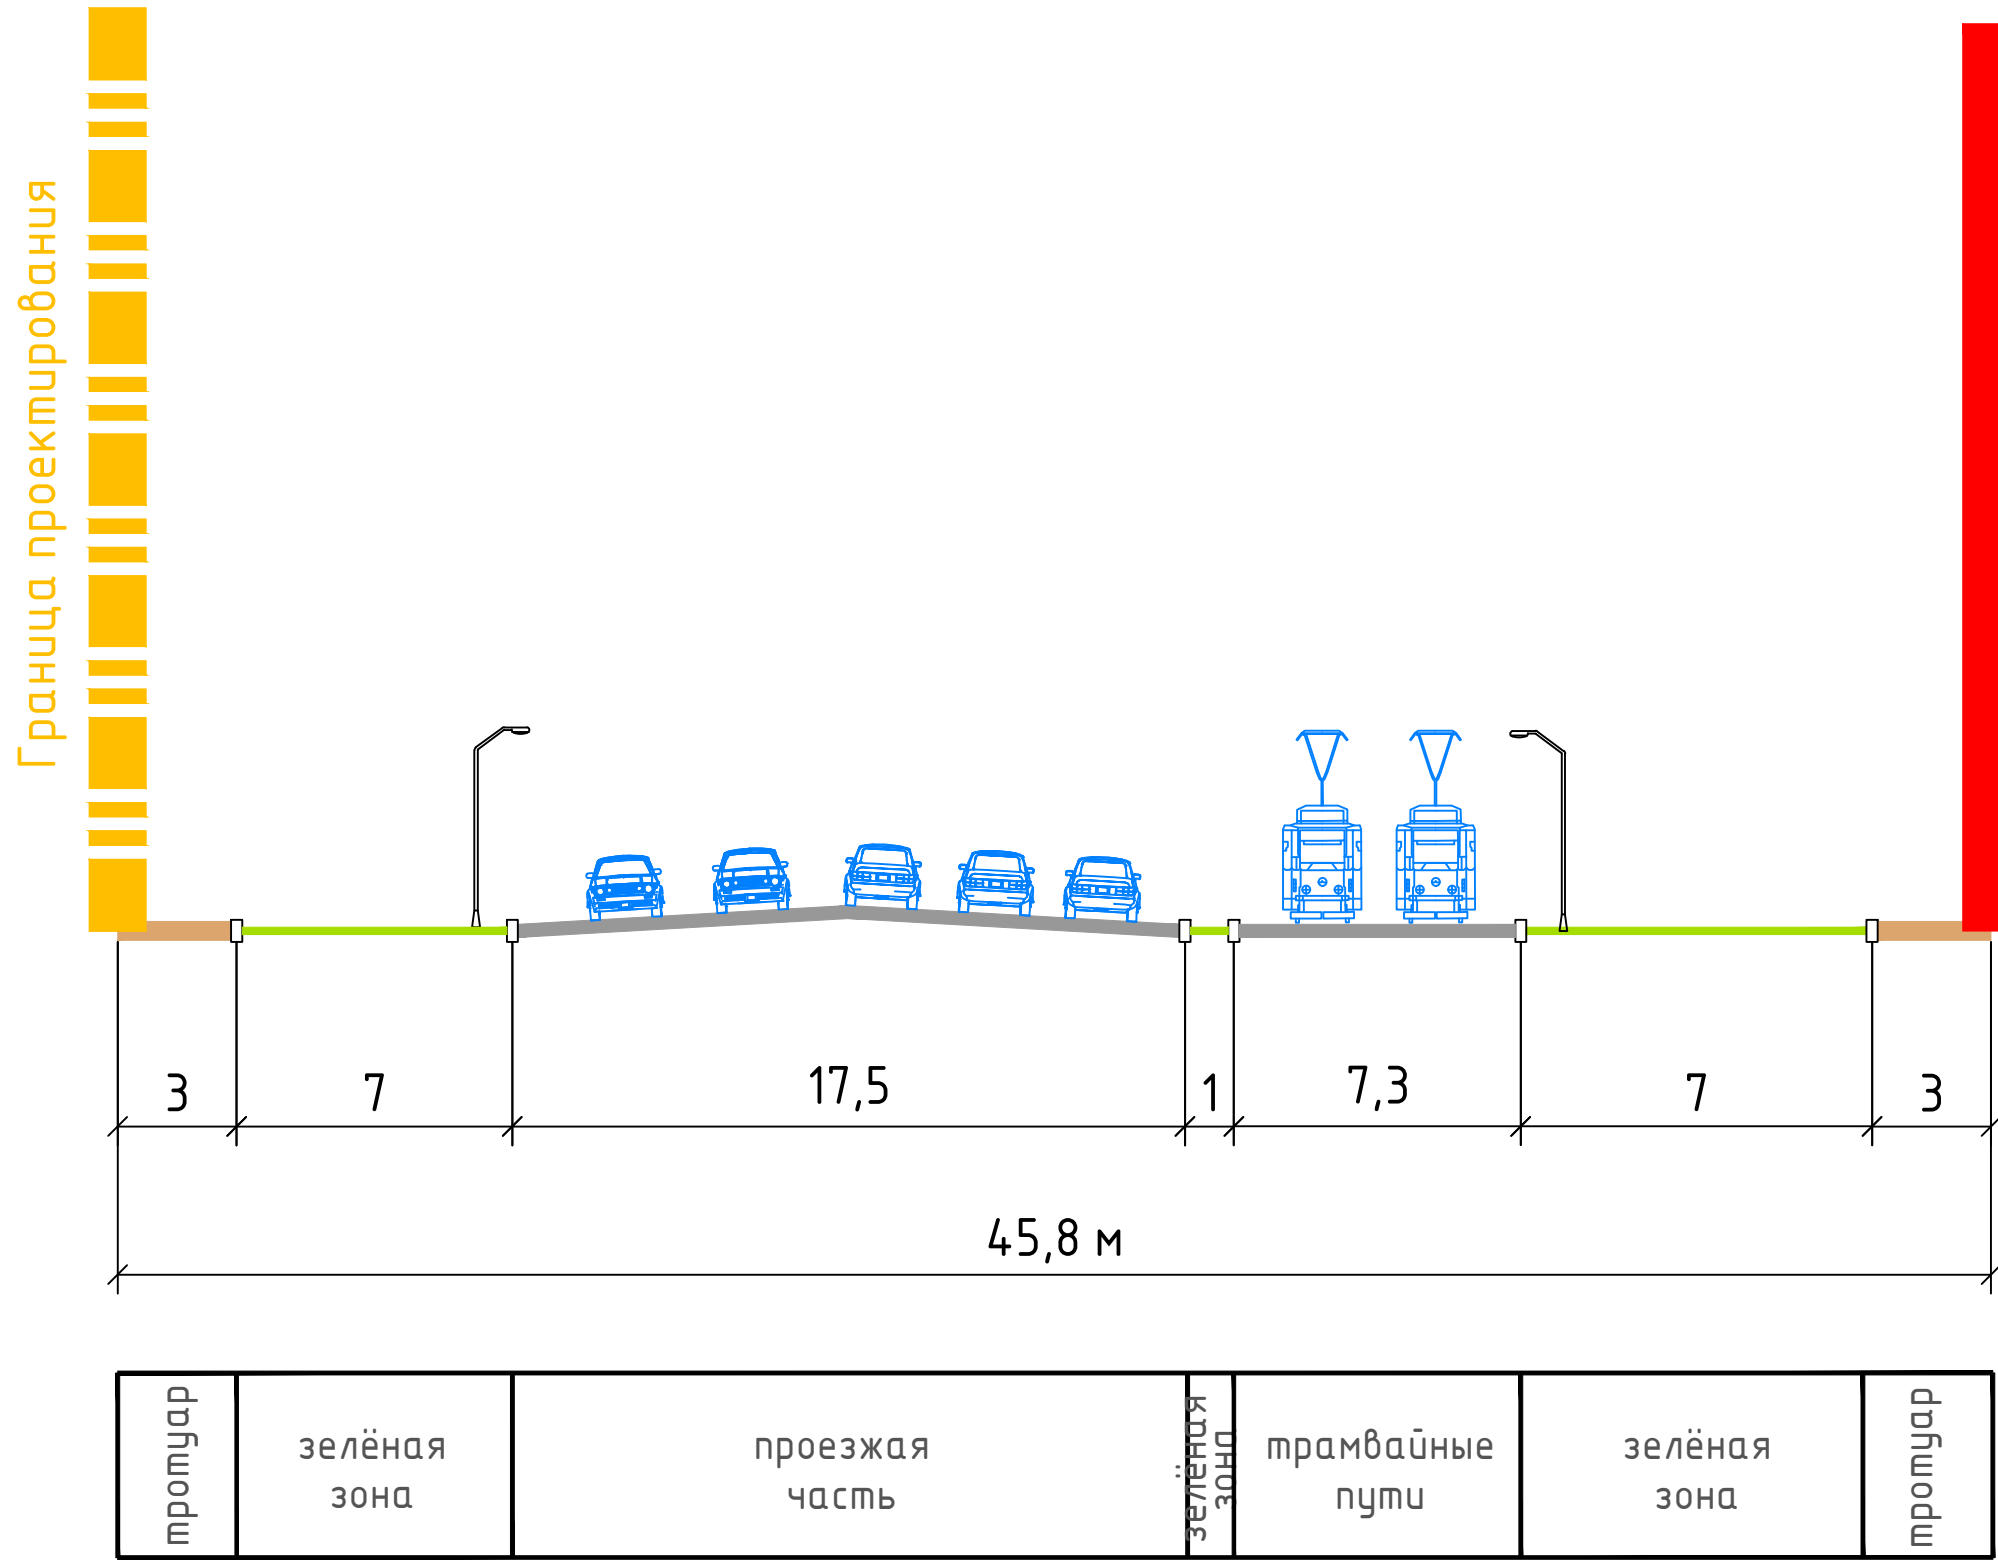 Граница проектирования
3
7
17,5
1
7,3
7
3
45,8 м
тротуар
зелёная
зона
проезжая
часть
зелёная
зона
трамвайные
пути
зелёная
зона
тротуар